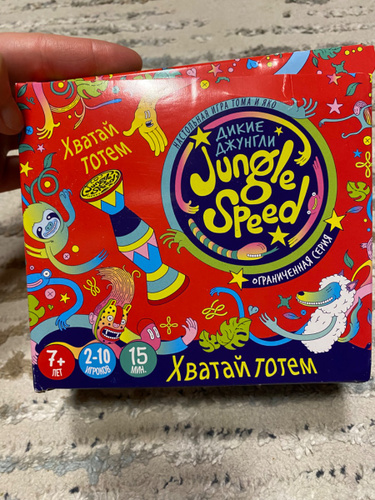 НАСТОЛЬНАЯ ИГРА ТОМА И ЯКО
ДИКИЕ
ДЖУНГЛИ
Jungle
Speed
ОГРАНИЧЕННАЯ СЕРИЯ
Хватай
тотем
7+
ЛЕТ
2-10
ИГРОКОВ
15
МИН.
Хватай тотем